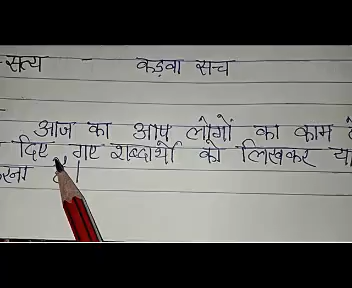 सत्य - कड़वा सच
आज का आप लोगों का काम
दिए गए शब्दार्थो को लिखकर
है।